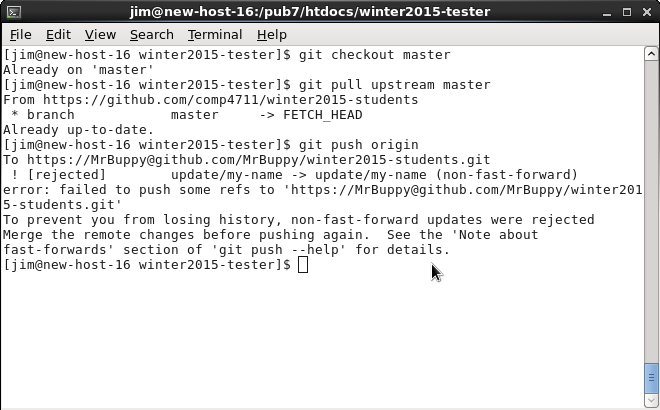 jim@new-host-16:/pub7/htdocs/winter2015-tester
File Edit View Search Terminal Help
[jim@new-host-16 winter2015-tester]$ git checkout master
Already on 'master'
[jim@new-host-16 winter2015-tester]$ git pull upstream master
From https://github.com/comp4711/winter2015-students
 * branch            master     -> FETCH_HEAD
Already up-to-date.
[jim@new-host-16 winter2015-tester]$ git push origin
To https://MrBuppy@github.com/MrBuppy/winter2015-students.git
 ! [rejected]        update/my-name -> update/my-name (non-fast-forward)
error: failed to push some refs to 'https://MrBuppy@github.com/MrBuppy/winter201
5-students.git'
To prevent you from losing history, non-fast-forward updates were rejected
Merge the remote changes before pushing again.  See the 'Note about
fast-forwards' section of 'git push --help' for details.
[jim@new-host-16 winter2015-tester]$